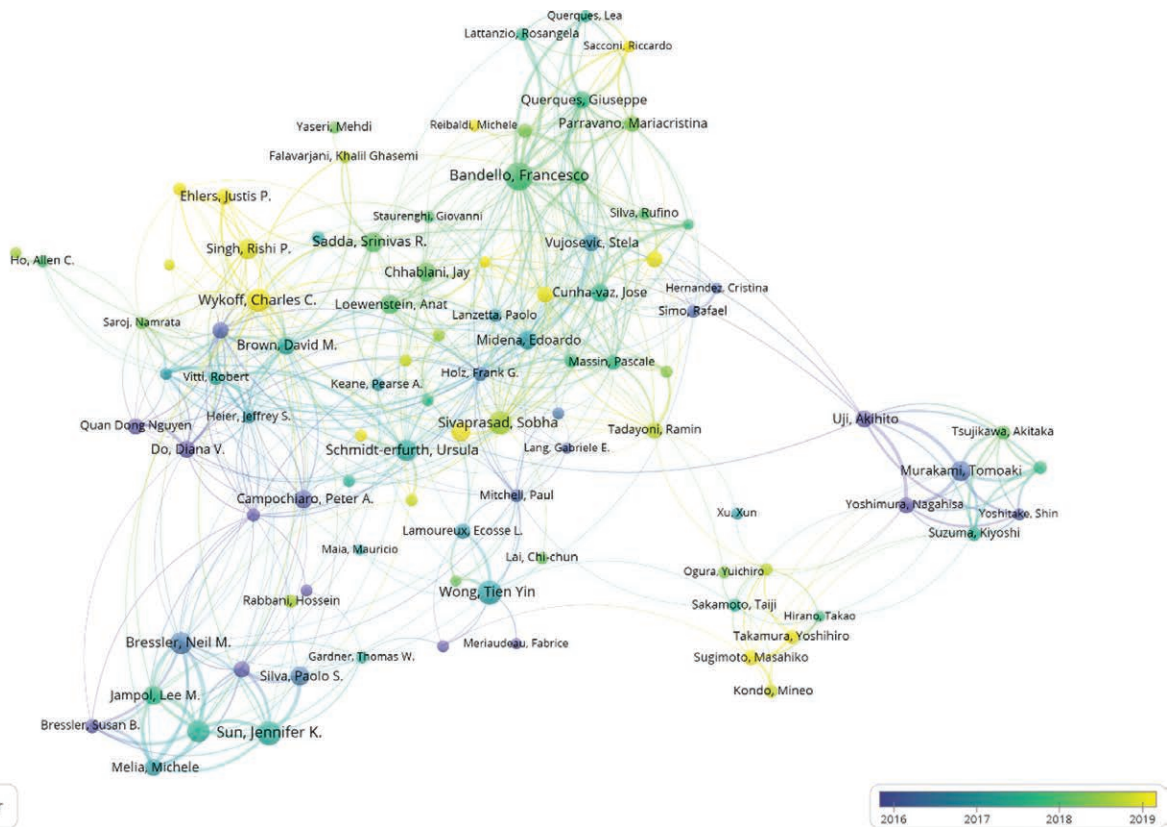 Querques, Lea
Lattanzio, Rosangela
Sacconi, Riccardo
Querques, Giuseppe
Parravano, Mariacristina
Reibaldi, Michele
Yaseri, Mehdi
Falavarjani, Khalil Ghasemi
Bandello, Francesco
Ehlers, Justis P.
Staurenghi, Giovanni
Silva, Rufino
Sadda, Srinivas R.
Vujosevic, Stela
Singh, Rishi P.
Ho, Allen C.
Chhablani, Jay
Hernandez, Cristina
Cunha-vaz, Jose
Wykoff, Charles C.
Loewenstein, Anat
Simo, Rafael
Lanzetta, Paolo
Saroj, Namrata
Midena, Edoardo
Brown, David M.
Massin, Pascale
Holz, Frank G.
Vitti, Robert
Keane, Pearse A.
Heier, Jeffrey S.
Uji, Akihito
Sivaprasad, Sobha
Quan Dong Nguyen
Tadayoni, Ramin
Tsujikawa, Akitaka
Lang, Gabriele E.
Do, Diana V.
Schmidt-erfurth, Ursula
Murakami, Tomoaki
Mitchell, Paul
Campochiaro, Peter A.
Yoshimura, Nagahisa
Yoshitake, Shin
Xu, Xun
Lamoureux, Ecosse L.
Suzuma, Kiyoshi
Maia, Mauricio
Lai, Chi-chun
Ogura, Yuichiro
Wong, Tien Yin
Rabbani, Hossein
Sakamoto, Taiji
Hirano, Takao
Takamura, Yoshihiro
Bressler, Neil M.
Meriaudeau, Fabrice
Gardner, Thomas W.
Sugimoto, Masahiko
Silva, Paolo S.
Kondo, Mineo
Jampol, Lee M.
Bressler, Susan B.
Sun, Jennifer K.
Melia, Michele
2016 2017 2018 2019